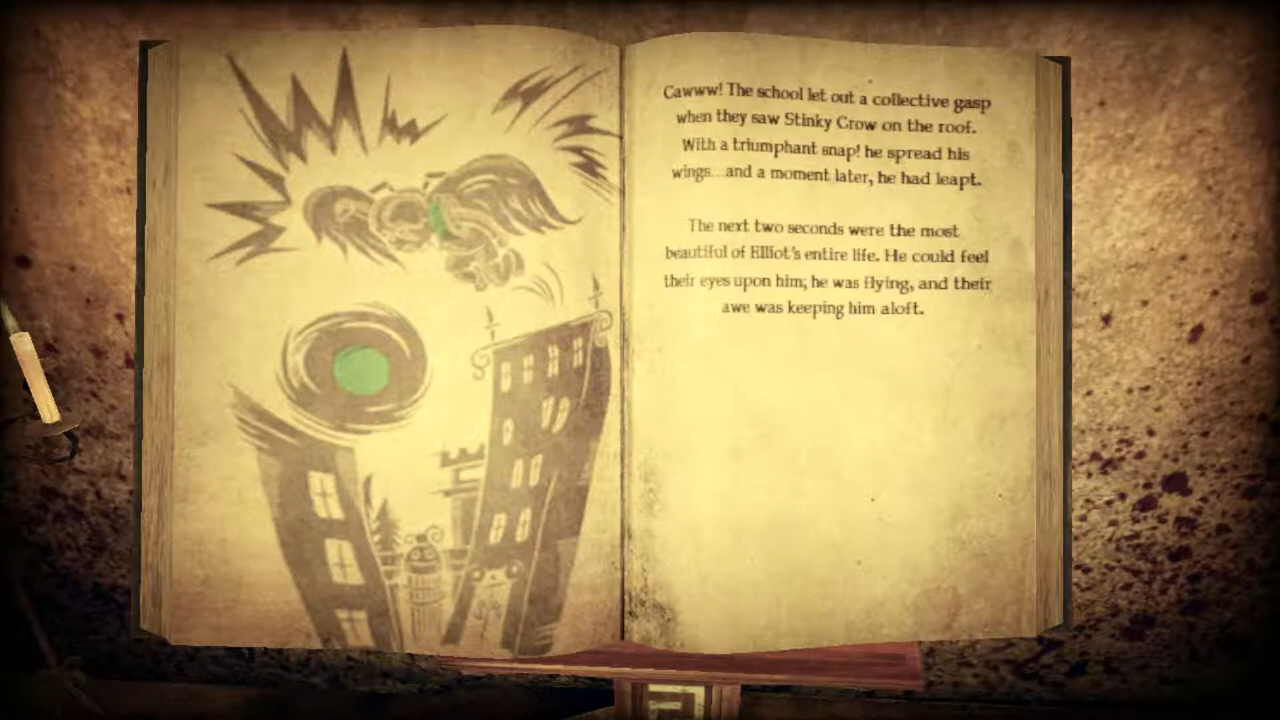 Cawww! The school let out a collective gasp
when they saw Stinky Crow on the roof.
With a triumphant snap! he spread his
wings...and a moment later, he had leapt.
The next two seconds were the most
beautiful of Elliot's entire life. He could feel
their eyes upon him; he was flying, and their
awe was keeping him aloft.